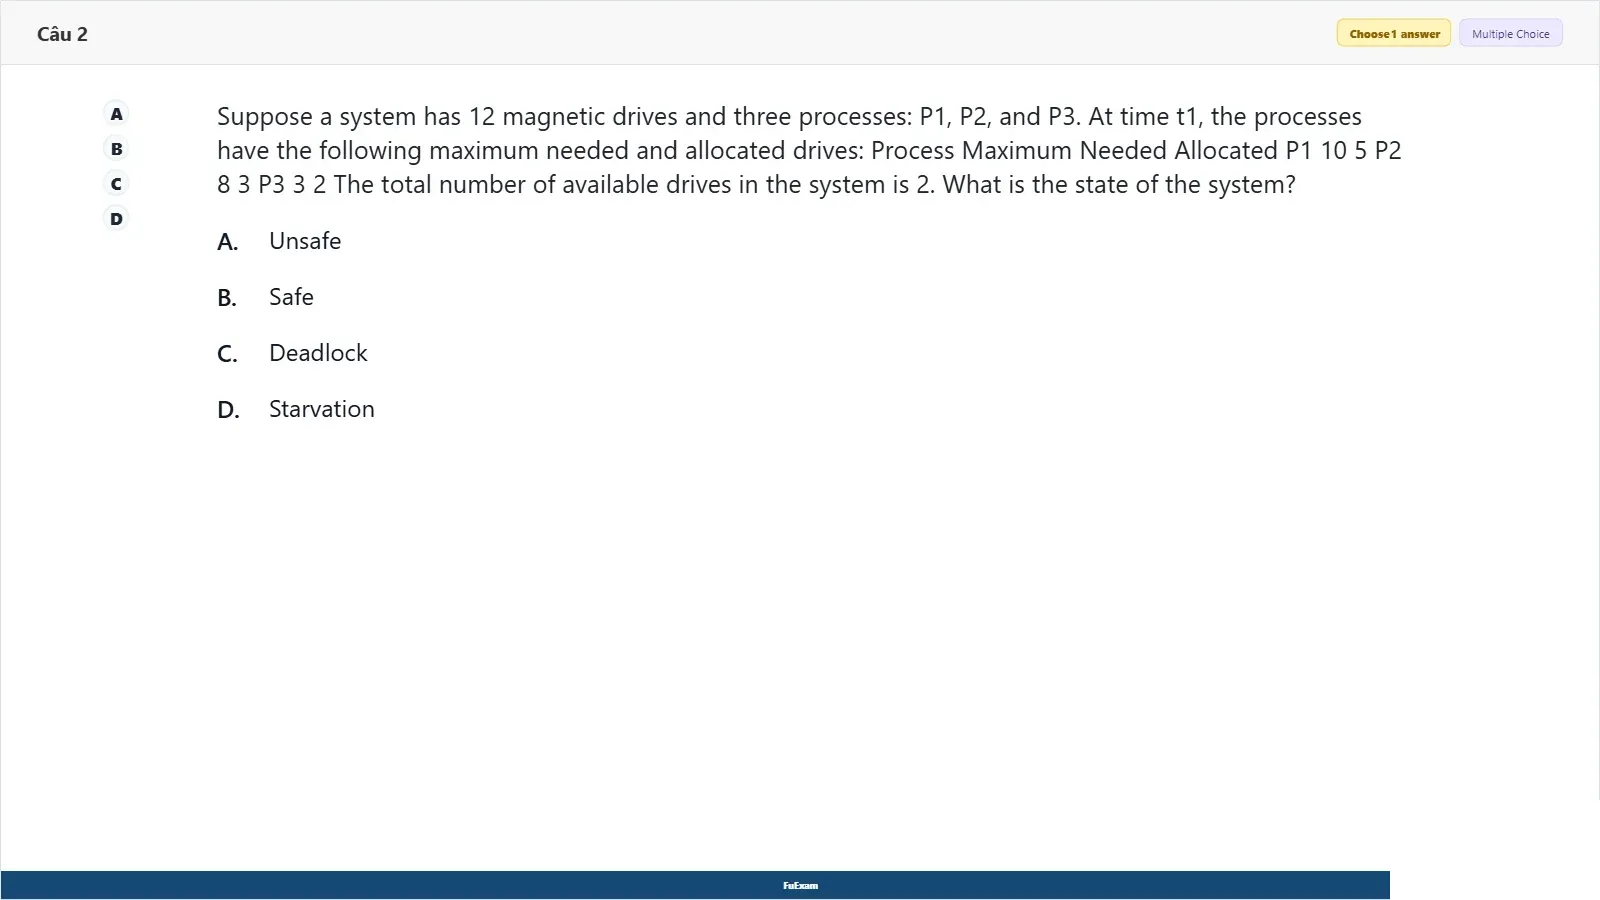 Câu 2
Choose1 answer
Multiple Choice
A
B
C
D
Suppose a system has 12 magnetic drives and three processes: P1, P2, and P3. At time t1, the processes
have the following maximum needed and allocated drives: Process Maximum Needed Allocated P1 10 5 P2
8 3 P3 3 2 The total number of available drives in the system is 2. What is the state of the system?
A. Unsafe
B. Safe
C. Deadlock
D. Starvation
FuExam